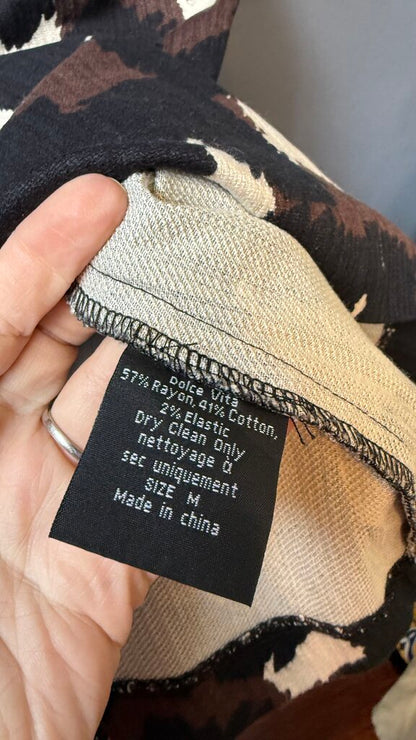 Dolce Vita
57% Rayon, 41% Cotton,
2% Elastic
Dry Clean Only
nettoyage a
sec uniquement
SIZE M
Made in china